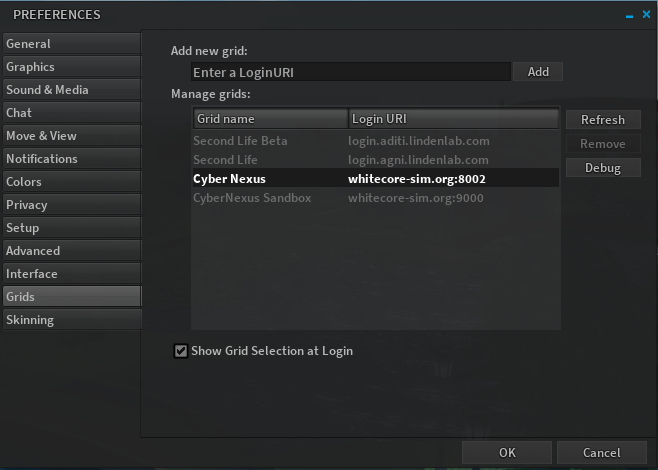 PREFERENCES
General
Graphics
Sound & Media
Chat
Move & View
Notifications
Colors
Privacy
Setup
Advanced
Interface
Grids
Skinning
Add new grid:
Enter a LoginURI Add
Manage grids:
Grid name Login URI
Second Life Beta login.aditi.lindenlab.com
Second Life login.agni.lindenlab.com
Cyber Nexus whitecore-sim.org:8002
CyberNexus Sandbox whitecore-sim.org:9000
Refresh
Remove
Debug
Show Grid Selection at Login
OK Cancel